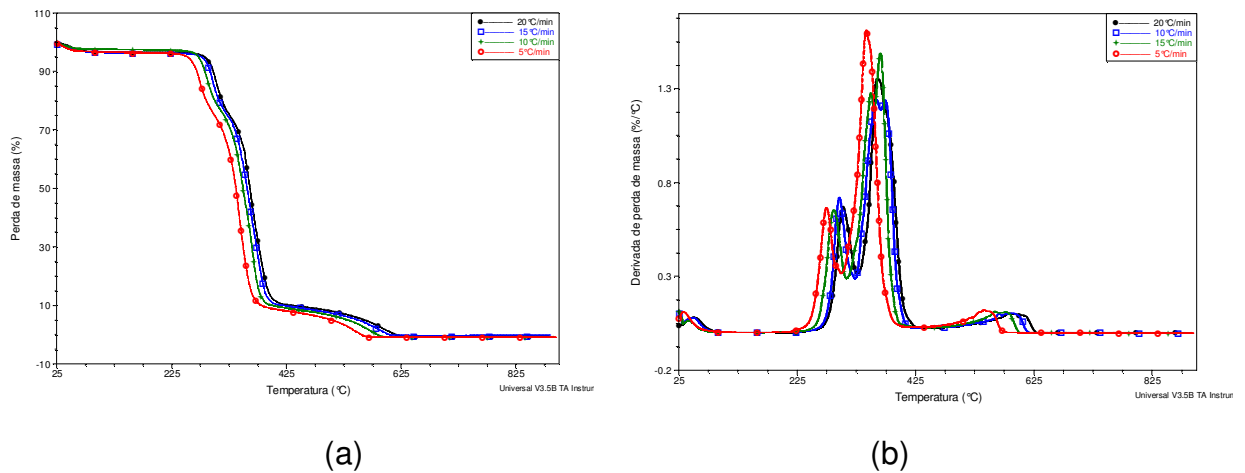 110
90
70
50
30
10
-10
Perda de massa (%)
25
225
425
625
825
Temperatura (°C)
Universal V3.5B TA Instrum
20°C/min
15°C/min
10°C/min
5°C/min
(a)
1.3
0.8
0.3
-0.2
Derivada de perda de massa (%/°C)
25
225
425
625
825
Temperatura (°C)
Universal V3.5B TA Instrum
20°C/min
10°C/min
15°C/min
5°C/min
(b)